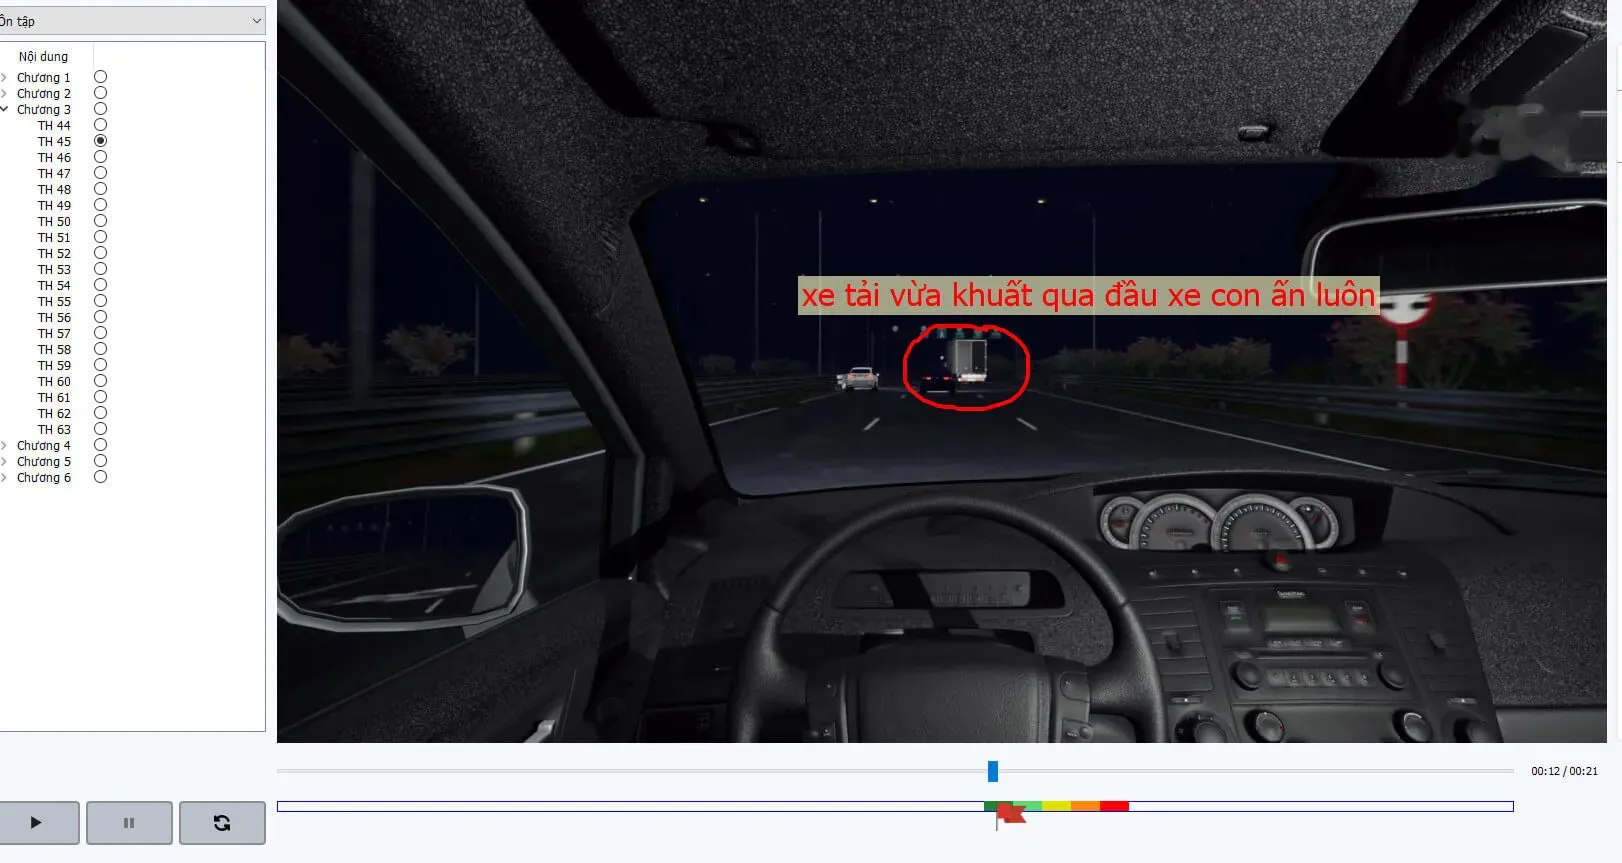 Ôn tập
Nội dung
Chương 1
Chương 2
Chương 3
TH 44
TH 45
TH 46
TH 47
TH 48
TH 49
TH 50
TH 51
TH 52
TH 53
TH 54
TH 55
TH 56
TH 57
TH 58
TH 59
TH 60
TH 61
TH 62
TH 63
Chương 4
Chương 5
Chương 6
xe tải vừa khuất qua đầu xe con ấn luôn
00:12 / 00:21